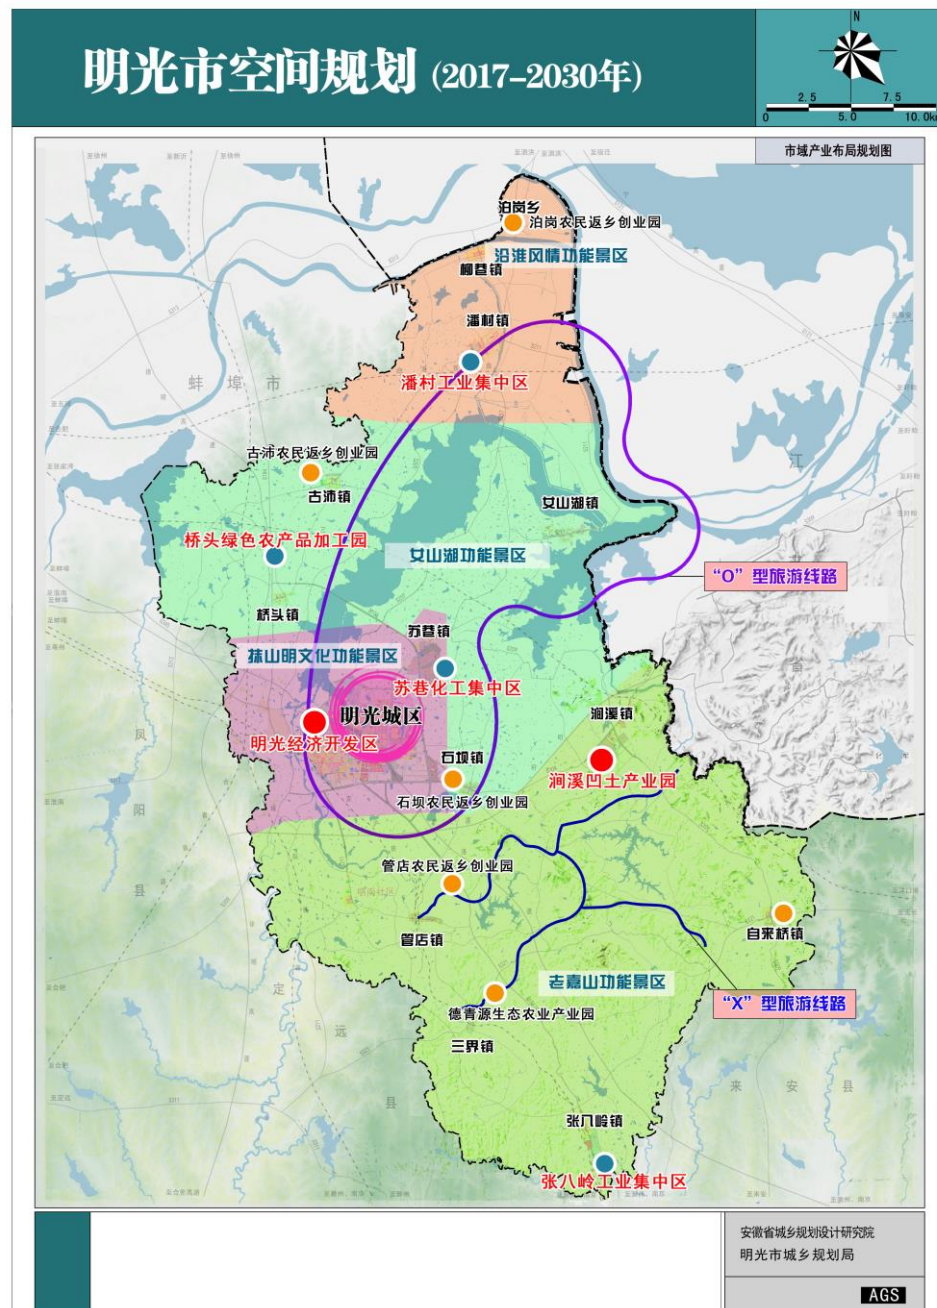 明光市空间规划 (2017-2030年)
N
2.5 7.5
0 5.0 10.0k
市域产业布局规划图
泊岗乡
泊岗农民返乡创业园
沿淮风情功能景区
柳巷镇
潘村镇
潘村工业集中区
蚌埠市
古沛农民返乡创业园
古沛镇
女山湖镇
江
桥头绿色农产品加工园
女山湖功能景区
“O”型旅游线路
桥头镇
苏巷镇
抹山明文化功能景区
苏巷化工集中区
明光城区
涧溪镇
明光经济开发区
凤阳县
石坝镇
涧溪凹土产业园
石坝农民返乡创业园
管店农民返乡创业园
管店镇
自来桥镇
老嘉山功能景区
“X”型旅游线路
德青源生态农业产业园
定远县
三界镇
来安县
张八岭镇
张八岭工业集中区
安徽省城乡规划设计研究院
明光市城乡规划局
AGS